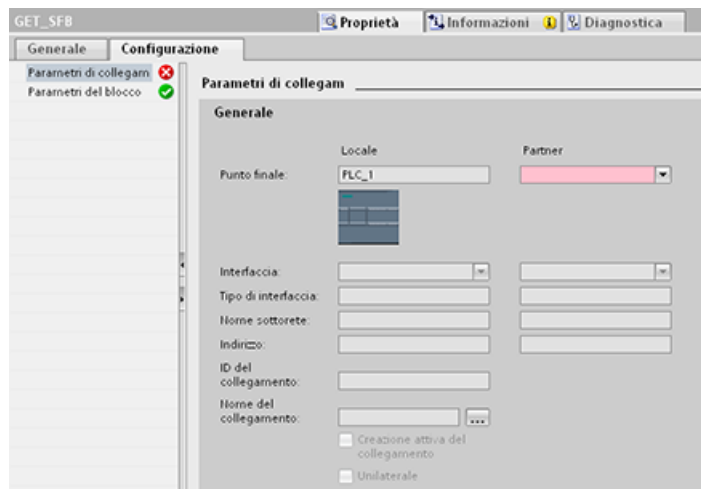 GET_SFB
Proprietà
Informazioni
Diagnostica
Generale
Configurazione
Parametri di collegam
Parametri del blocco
Parametri di collegam
Generale
Locale
Partner
Punto finale:
PLC_1
Interfaccia:
Tipo di interfaccia:
Nome sottorete:
Indirizzo:
ID del
collegamento:
Nome del
collegamento:
...
Creazione attiva del
collegamento
Unilaterale